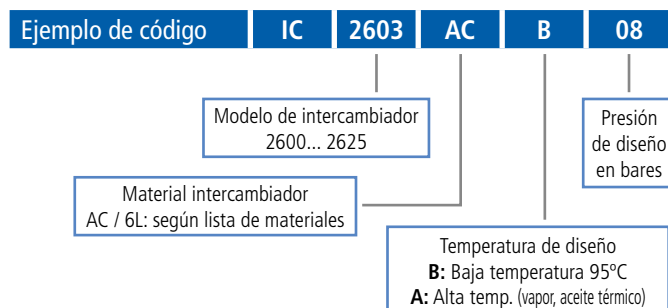 Ejemplo de código IC 2603 AC B 08
Modelo de intercambiador
2600... 2625
Presión
de diseño
en bares
Material intercambiador
AC / 6L: según lista de materiales
Temperatura de diseño
B: Baja temperatura 95ºC
A: Alta temp. (vapor, aceite térmico)